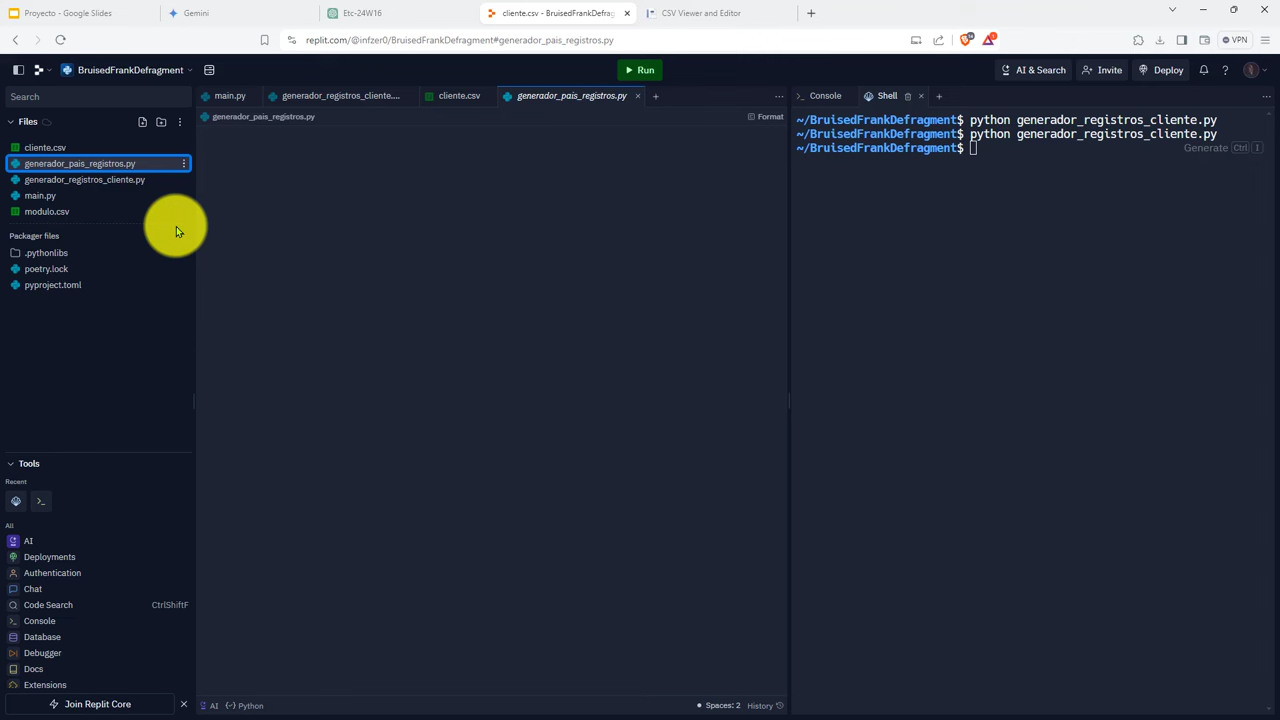 Proyecto - Google Slides
Gemini
Etc-24W16
cliente.csv - BruisedFrankDefrag
CSV Viewer and Editor
replit.com/@infzer0/BruisedFrankDefragment#generador_pais_registros.py
VPN
BruisedFrankDefragment
Run
AI & Search
Invite
Deploy
Search
main.py
generador_registros_cliente....
cliente.csv
generador_pais_registros.py
Console
Shell
Files
generador_pais_registros.py
Format
~/BruisedFrankDefragment$ python generador_registros_cliente.py
~/BruisedFrankDefragment$ python generador_registros_cliente.py
~/BruisedFrankDefragment$
Generate Ctrl I
cliente.csv
generador_pais_registros.py
generador_registros_cliente.py
main.py
modulo.csv
Packager files
.pythonlibs
poetry.lock
pyproject.toml
Tools
Recent
All
AI
Deployments
Authentication
Chat
Code Search CtrlShiftF
Console
Database
Debugger
Docs
Extensions
Join Replit Core
AI
Python
Spaces: 2
History